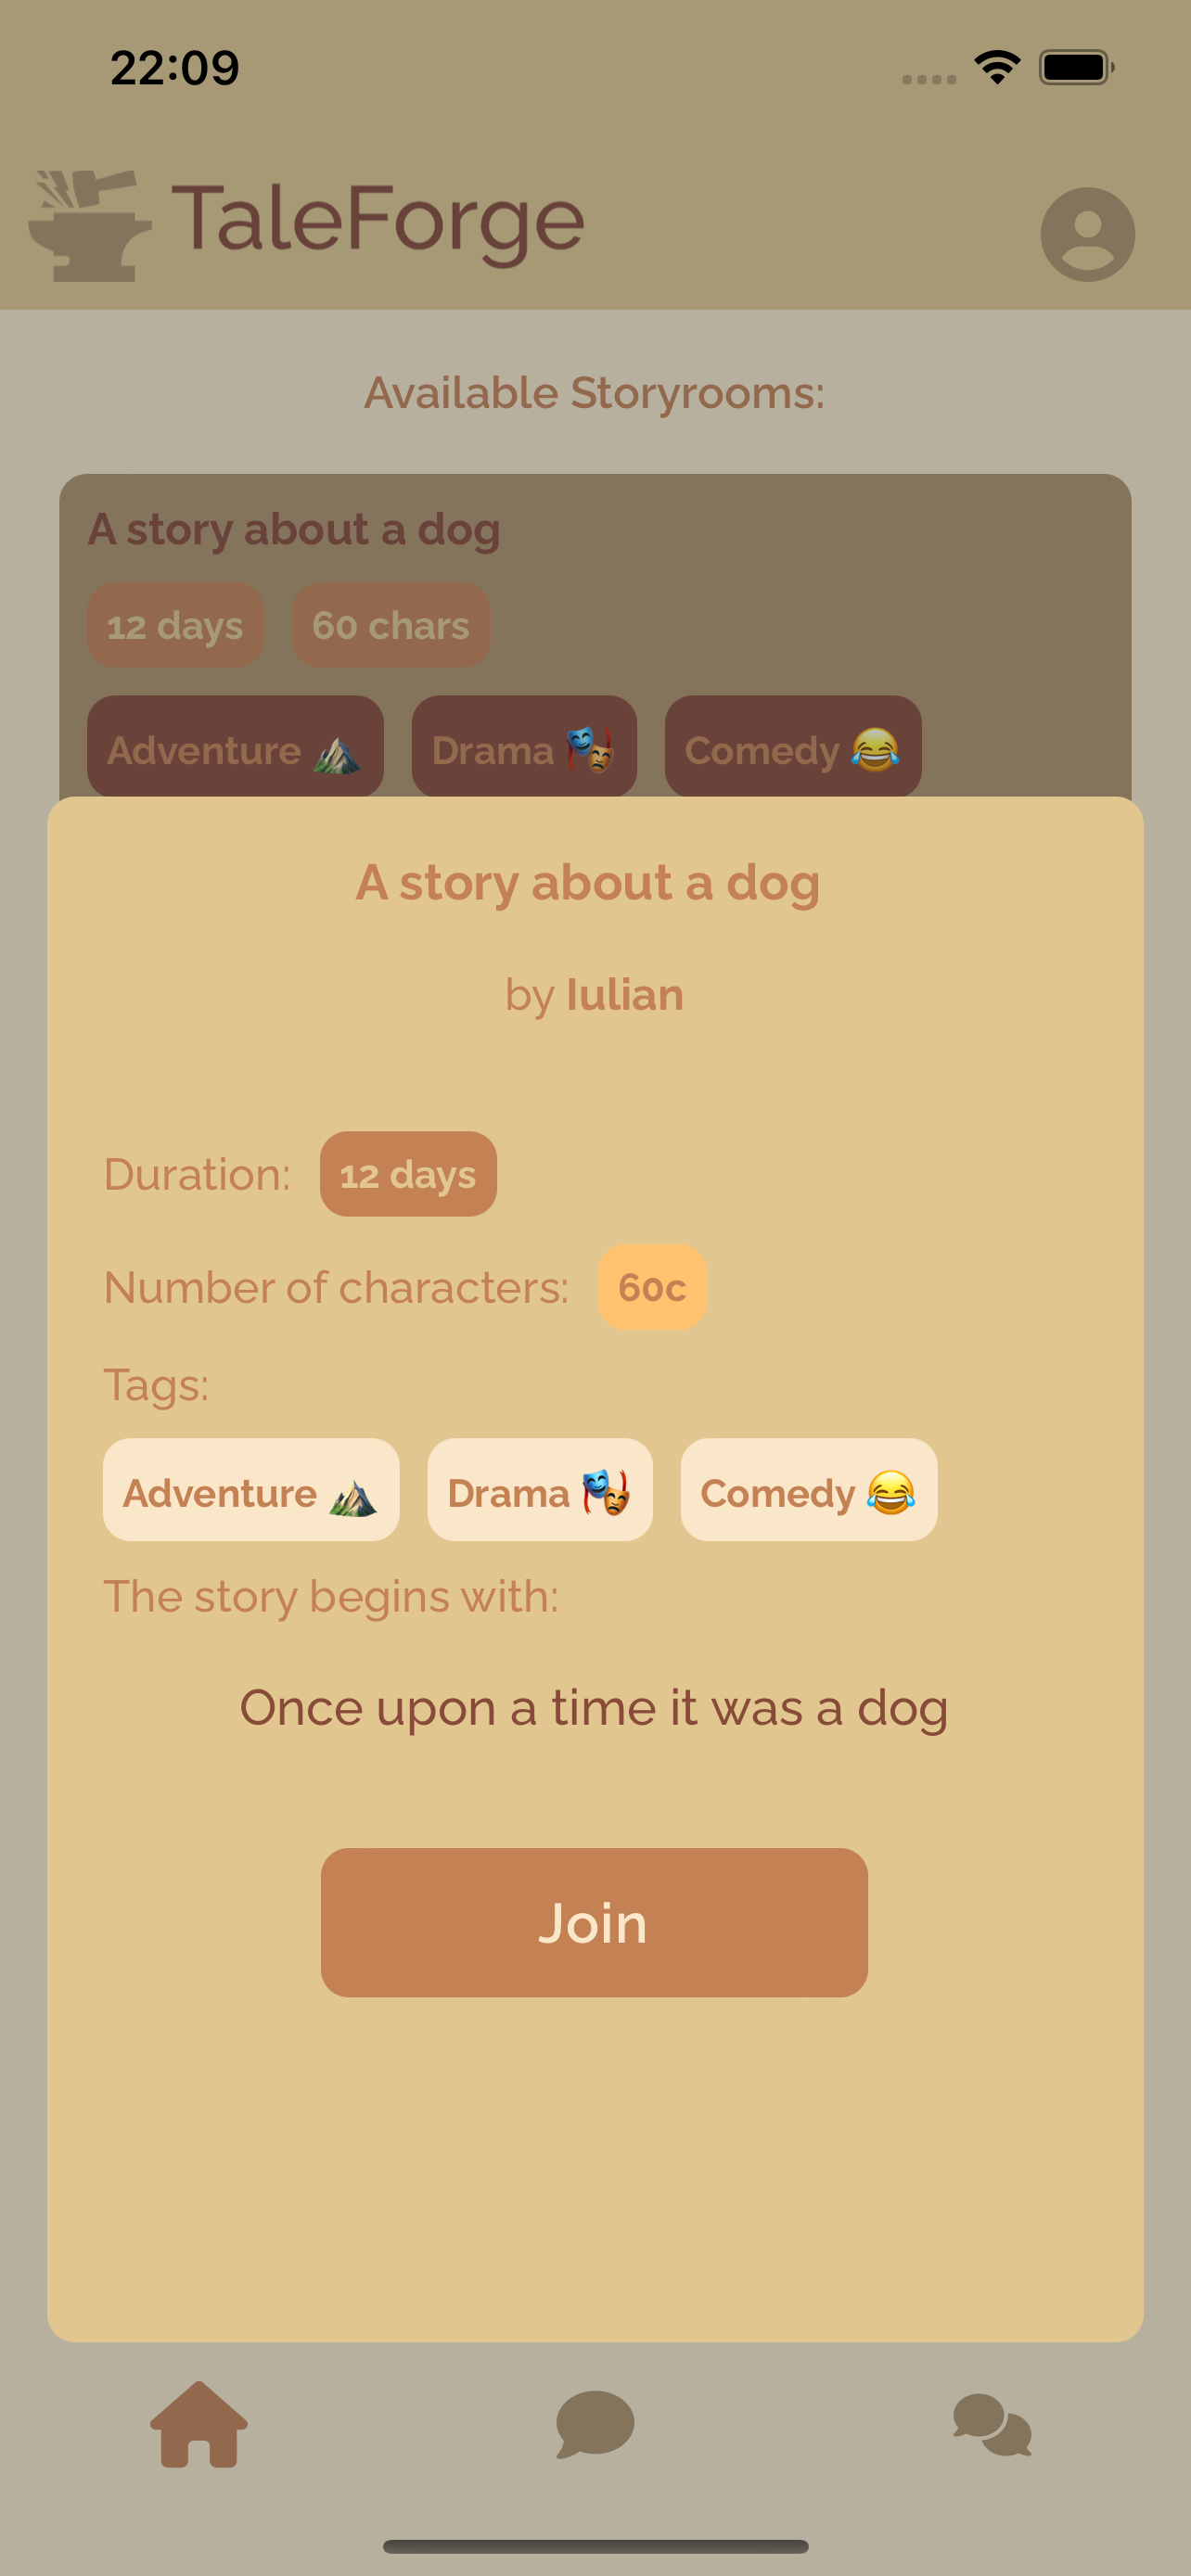 22:09
TaleForge
Available Storyrooms:
A story about a dog
12 days 60 chars
Adventure ⛰️ Drama 🎭 Comedy 😂
A story about a dog
by Iulian
Duration: 12 days
Number of characters: 60c
Tags:
Adventure ⛰️ Drama 🎭 Comedy 😂
The story begins with:
Once upon a time it was a dog
Join